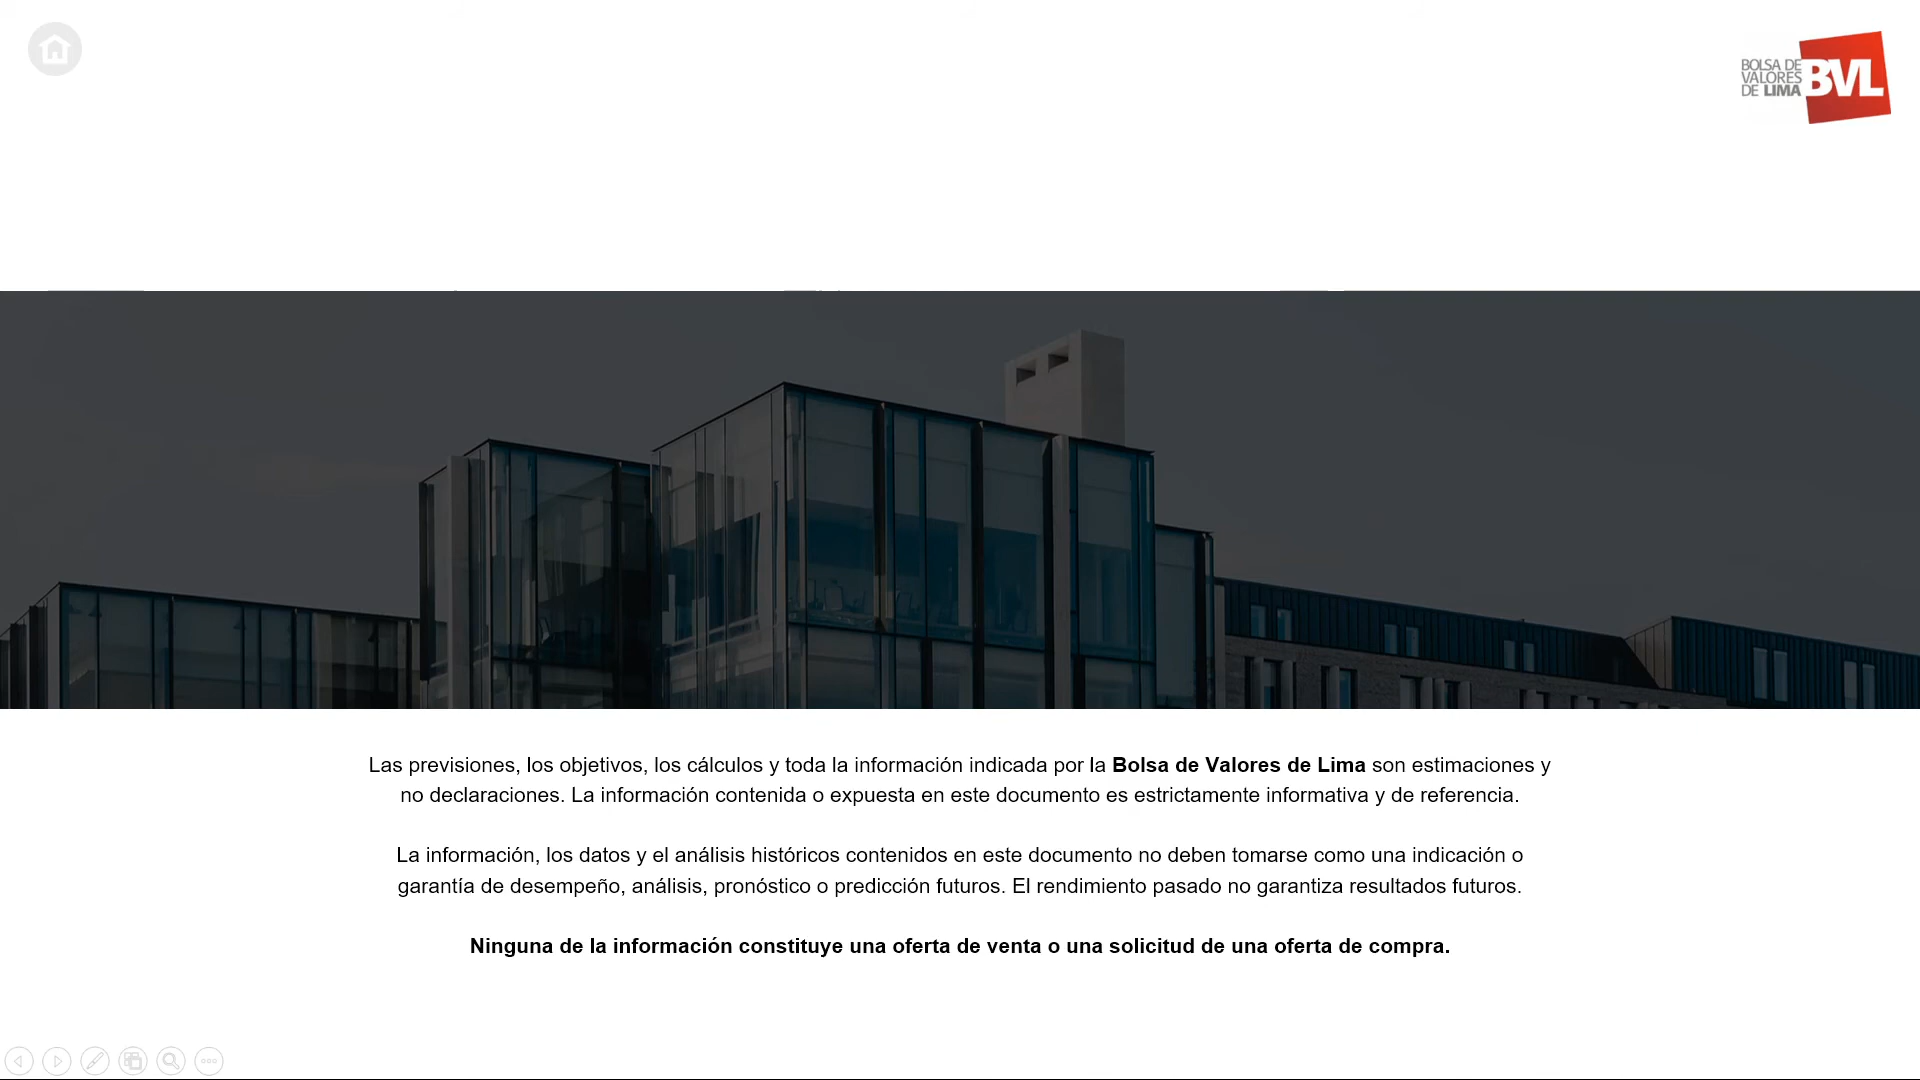 BOLSA DE
VALORES
DE LIMA
BVL
Las previsiones, los objetivos, los cálculos y toda la información indicada por la Bolsa de Valores de Lima son estimaciones y
no declaraciones. La información contenida o expuesta en este documento es estrictamente informativa y de referencia.
La información, los datos y el análisis históricos contenidos en este documento no deben tomarse como una indicación o
garantía de desempeño, análisis, pronóstico o predicción futuros. El rendimiento pasado no garantiza resultados futuros.
Ninguna de la información constituye una oferta de venta o una solicitud de una oferta de compra.